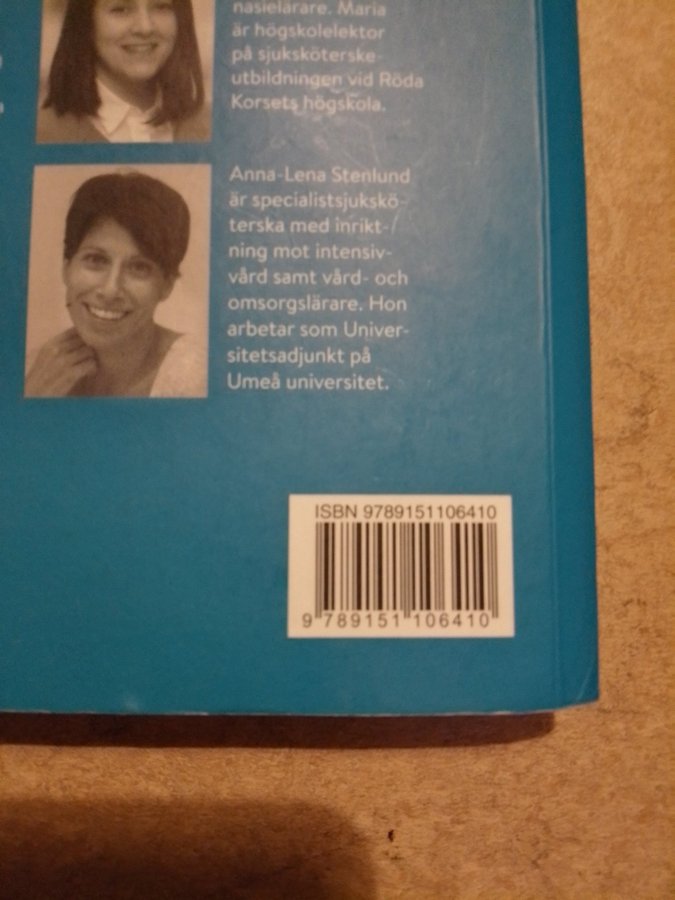 nasielärare. Maria
är högskolelektor
på sjuksköterske-
utbildningen vid Röda
Korsets högskola.
Anna-Lena Stenlund
är specialistsjukskö-
terska med inrikt-
ning mot intensiv-
vård samt vård- och
omsorgslärare. Hon
arbetar som Univer-
sitetsadjunkt på
Umeå universitet.
ISBN 9789151106410
9 789151 106410